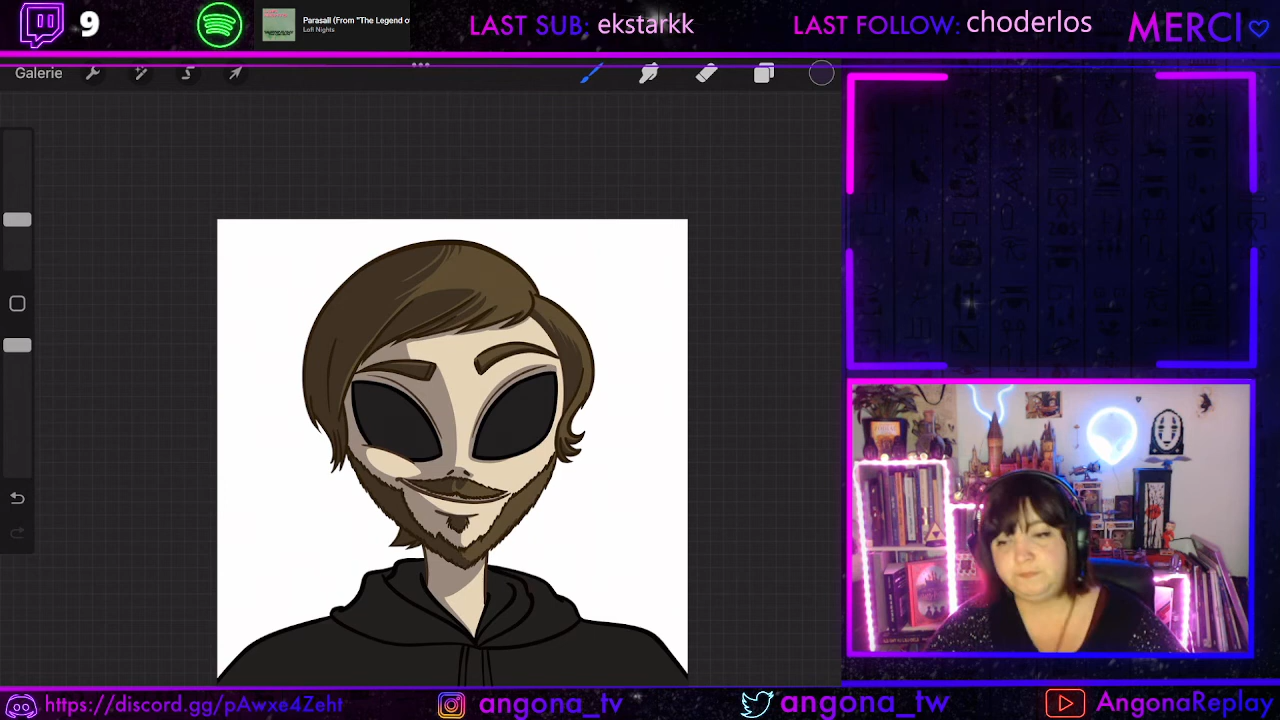 9
Parasail (From "The Legend o
Lofi Nights
LAST SUB: ekstarkk
LAST FOLLOW: choderlos
MERCI
Galerie
https://discord.gg/pAwxe4Zeht
angona_tv
angona_tw
AngonaReplay